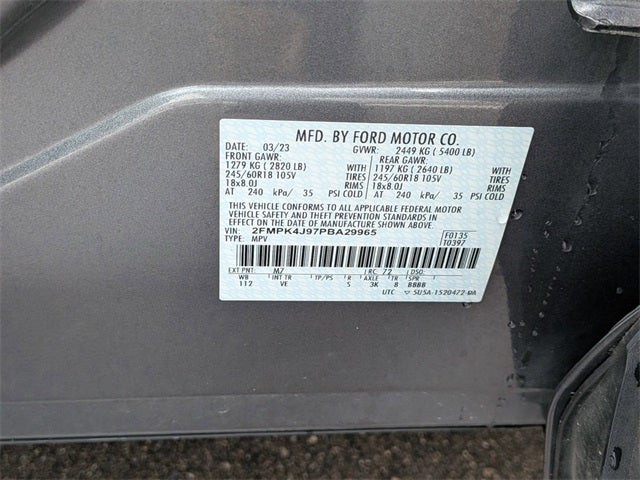 MFD. BY FORD MOTOR CO.
DATE: 03/23 GVWR: 2449 KG ( 5400 LB)
FRONT GAWR: REAR GAWR:
1279 KG ( 2820 LB) WITH 1197 KG ( 2640 LB) WITH
245/60R18 105V TIRES 245/60R18 105V TIRES
18x8.0J RIMS 18x8.0J RIMS
AT 240 kPa/ 35 PSI COLD AT 240 kPa/ 35 PSI COLD
THIS VEHICLE CONFORMS TO ALL APPLICABLE FEDERAL MOTOR
VEHICLE SAFETY AND THEFT PREVENTION STANDARDS IN
EFFECT ON THE DATE OF MANUFACTURE SHOWN ABOVE.
VIN: 2FMPK4J97PBA29965 F0135
TYPE: MPV T0397
EXT PNT: M7 RC: 72 DSO:
WB INT TR TP/PS R AXLE TR SPR
112 VE S 3K 8 BBBB
UTC SU5A-1520472-DA